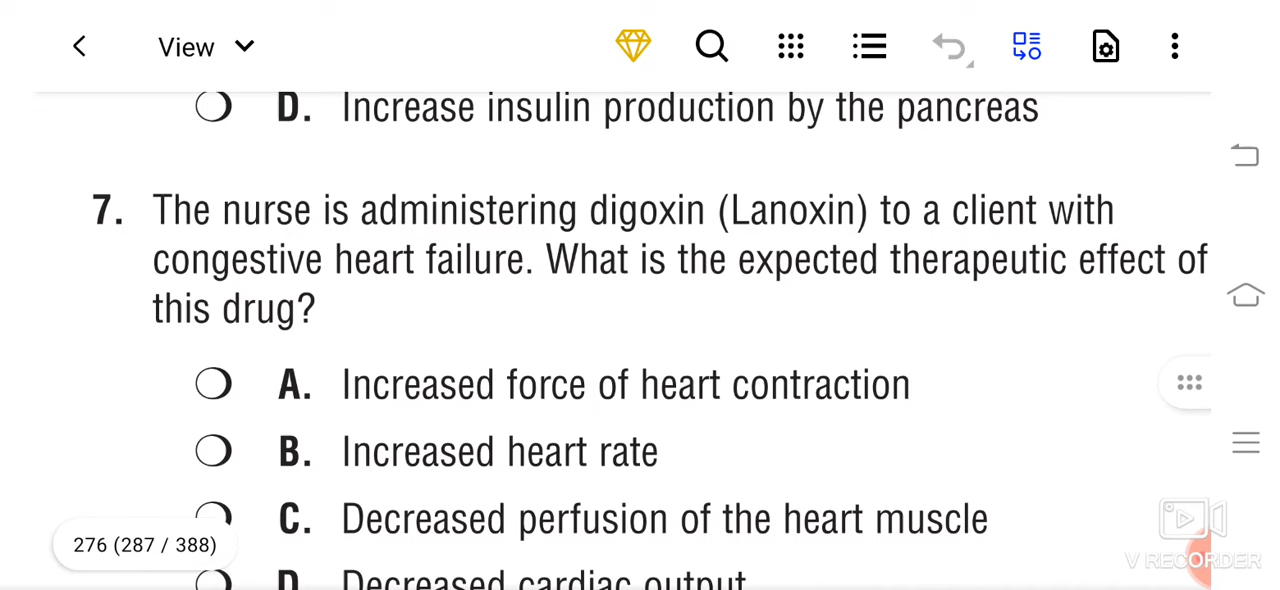 View
D. Increase insulin production by the pancreas
7. The nurse is administering digoxin (Lanoxin) to a client with
congestive heart failure. What is the expected therapeutic effect of
this drug?
A. Increased force of heart contraction
B. Increased heart rate
C. Decreased perfusion of the heart muscle
276 (287 / 388)
V RECORDER
D. Decreased cardiac output